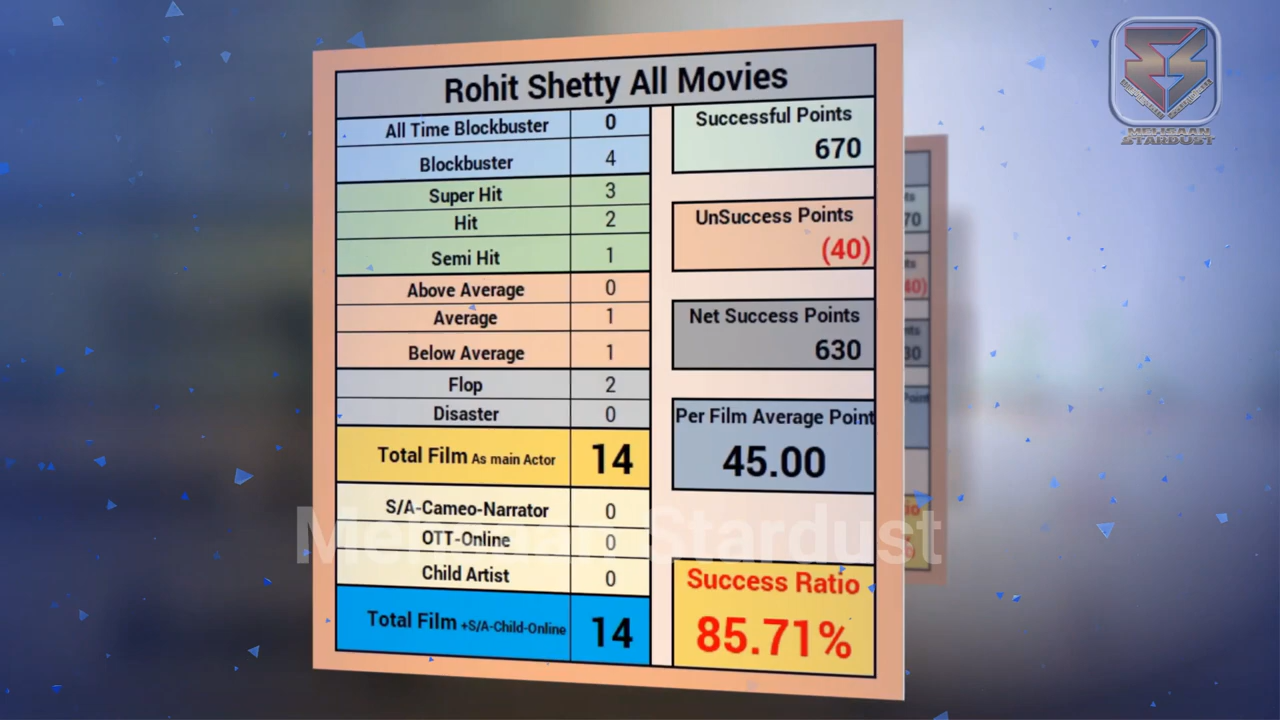 Rohit Shetty All Movies
All Time Blockbuster 0
Blockbuster 4
Super Hit 3
Hit 2
Semi Hit 1
Above Average 0
Average 1
Below Average 1
Flop 2
Disaster 0
Total Film As main Actor 14
S/A-Cameo-Narrator 0
OTT-Online 0
Child Artist 0
Total Film +S/A-Child-Online 14
Successful Points
670
UnSuccess Points
(40)
Net Success Points
630
Per Film Average Point
45.00
Success Ratio
85.71%
STARDUST
Stardust